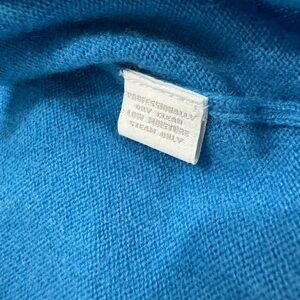 PROFESSIONALLY
DRY CLEAN
LOW MOISTURE
STEAM ONLY